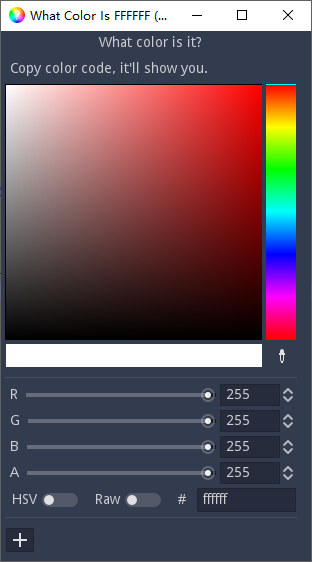 What Color Is FFFFFF (...
What color is it?
Copy color code, it'll show you.
R 255
G 255
B 255
A 255
HSV Raw # ffffff